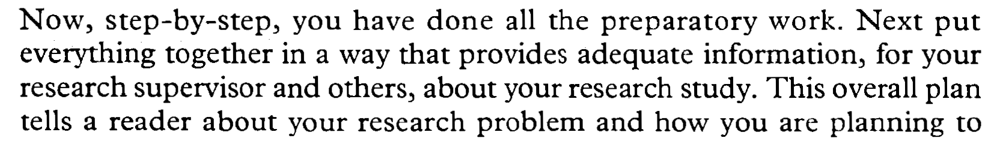 Now, step-by-step, you have done all the preparatory work. Next put
everything together in a way that provides adequate information, for your
research supervisor and others, about your research study. This overall plan
tells a reader about your research problem and how you are planning to